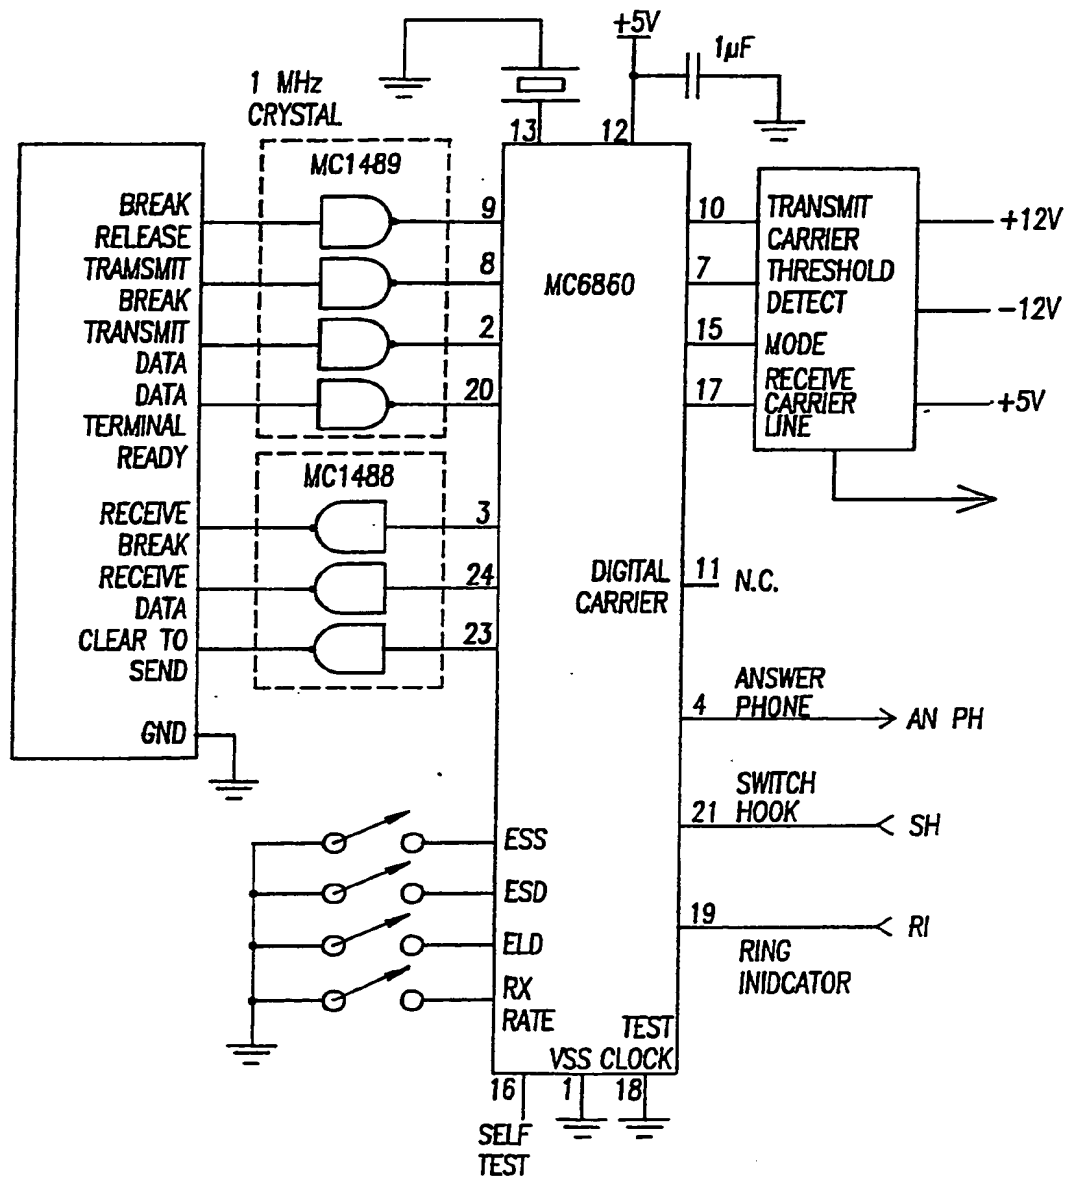 +5V
1µF
1 MHz
CRYSTAL
13
12
MC1489
BREAK
RELEASE
TRAMSMIT
BREAK
TRANSMIT
DATA
DATA
TERMINAL
READY
9
8
2
20
MC6860
10
7
15
17
TRANSMIT
CARRIER
THRESHOLD
DETECT
MODE
RECEIVE
CARRIER
LINE
+12V
-12V
+5V
MC1488
RECEIVE
BREAK
RECEIVE
DATA
CLEAR TO
SEND
GND
3
24
23
DIGITAL
CARRIER
11
N.C.
4
ANSWER
PHONE
AN PH
21
SWITCH
HOOK
SH
19
RI
RING
INIDCATOR
ESS
ESD
ELD
RX
RATE
TEST
VSS CLOCK
16
1
18
SELF
TEST